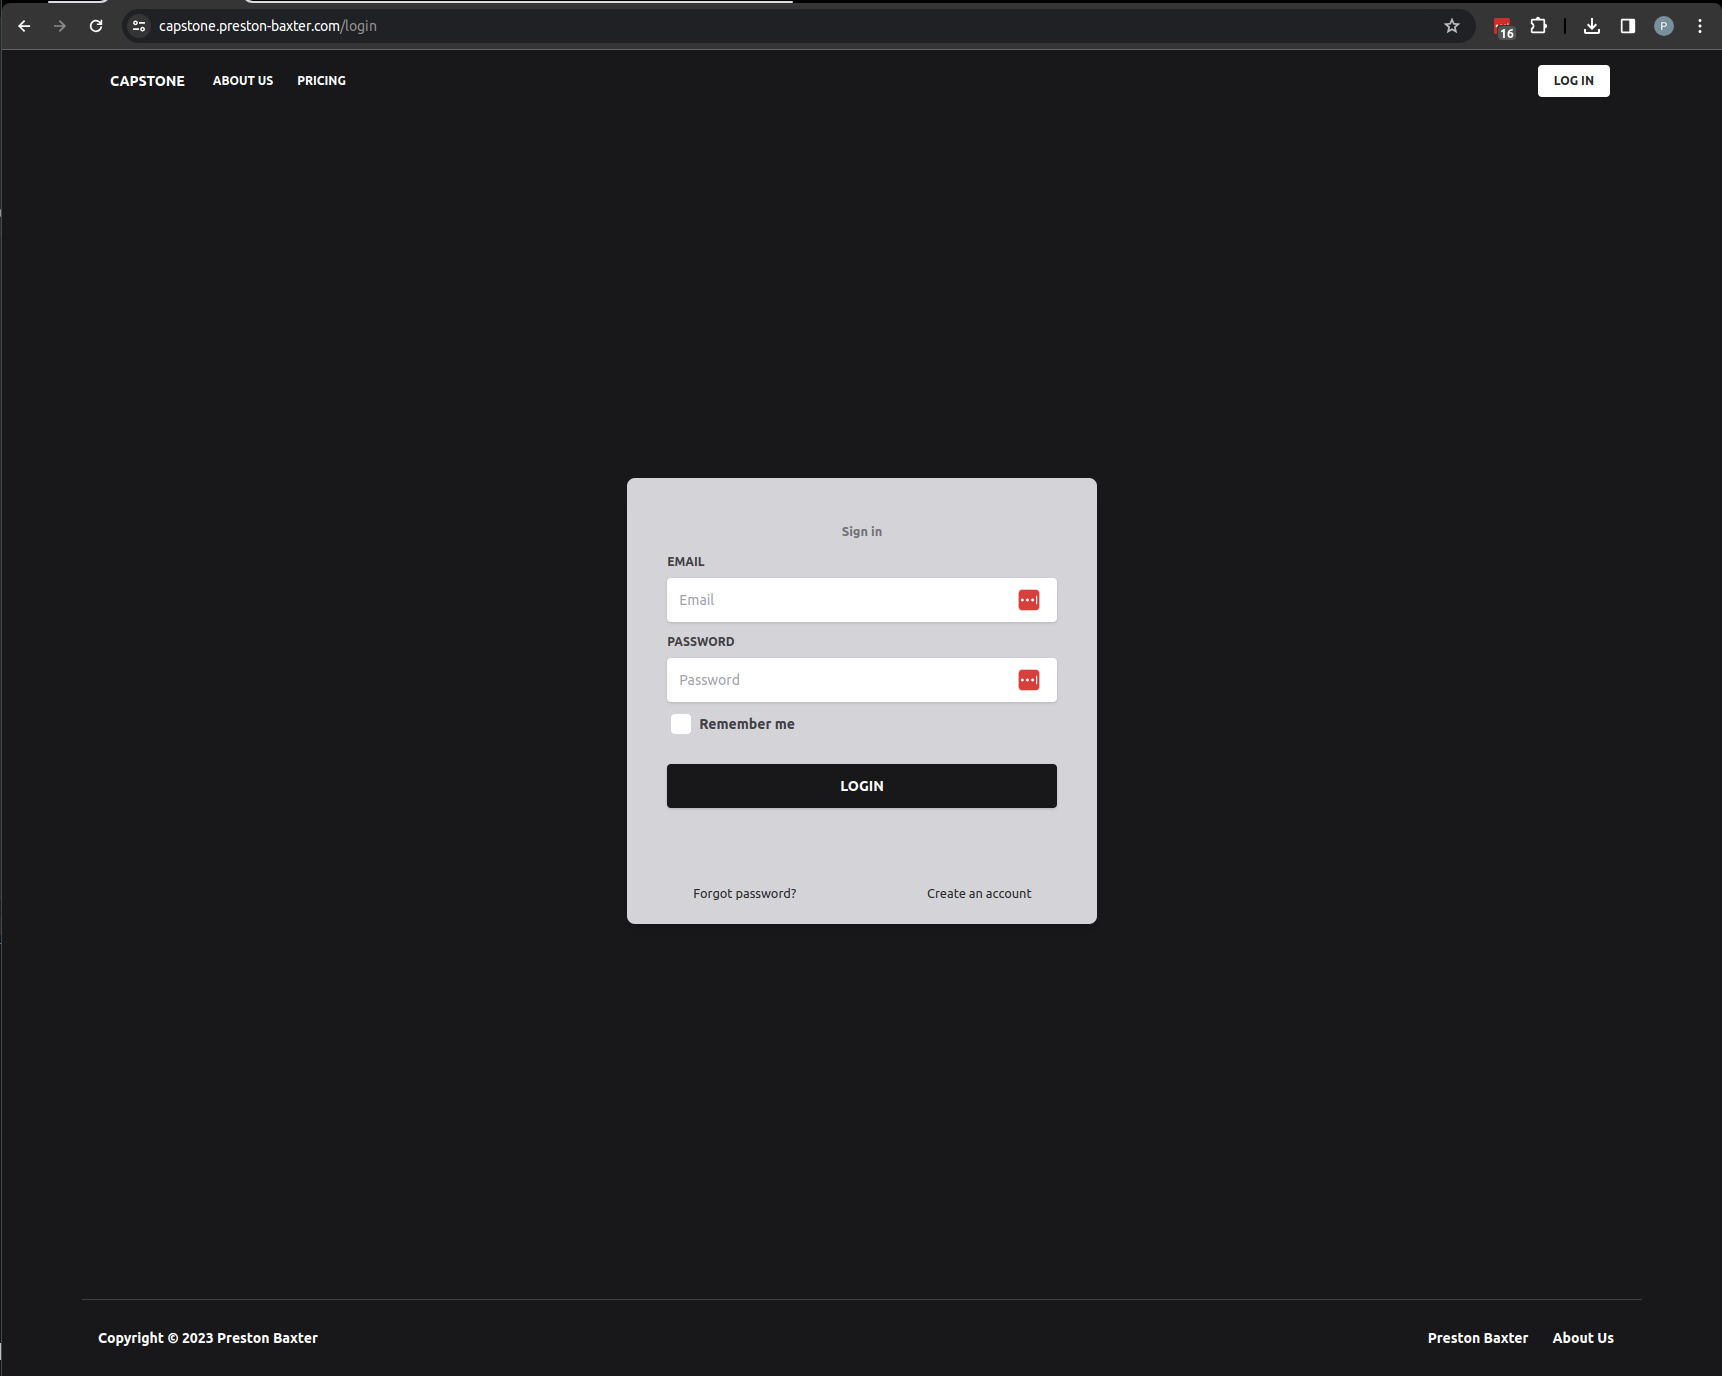 capstone.preston-baxter.com/login
16
P
CAPSTONE ABOUT US PRICING LOG IN
Sign in
EMAIL
Email
PASSWORD
Password
Remember me
LOGIN
Forgot password? Create an account
Copyright © 2023 Preston Baxter Preston Baxter About Us